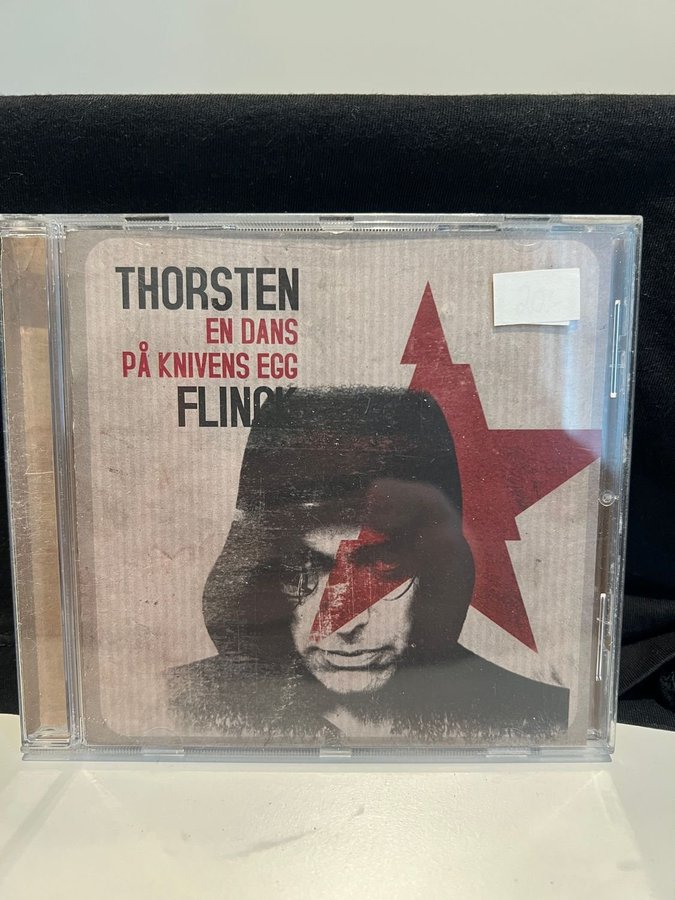 THORSTEN
EN DANS
PÅ KNIVENS EGG
FLINCK